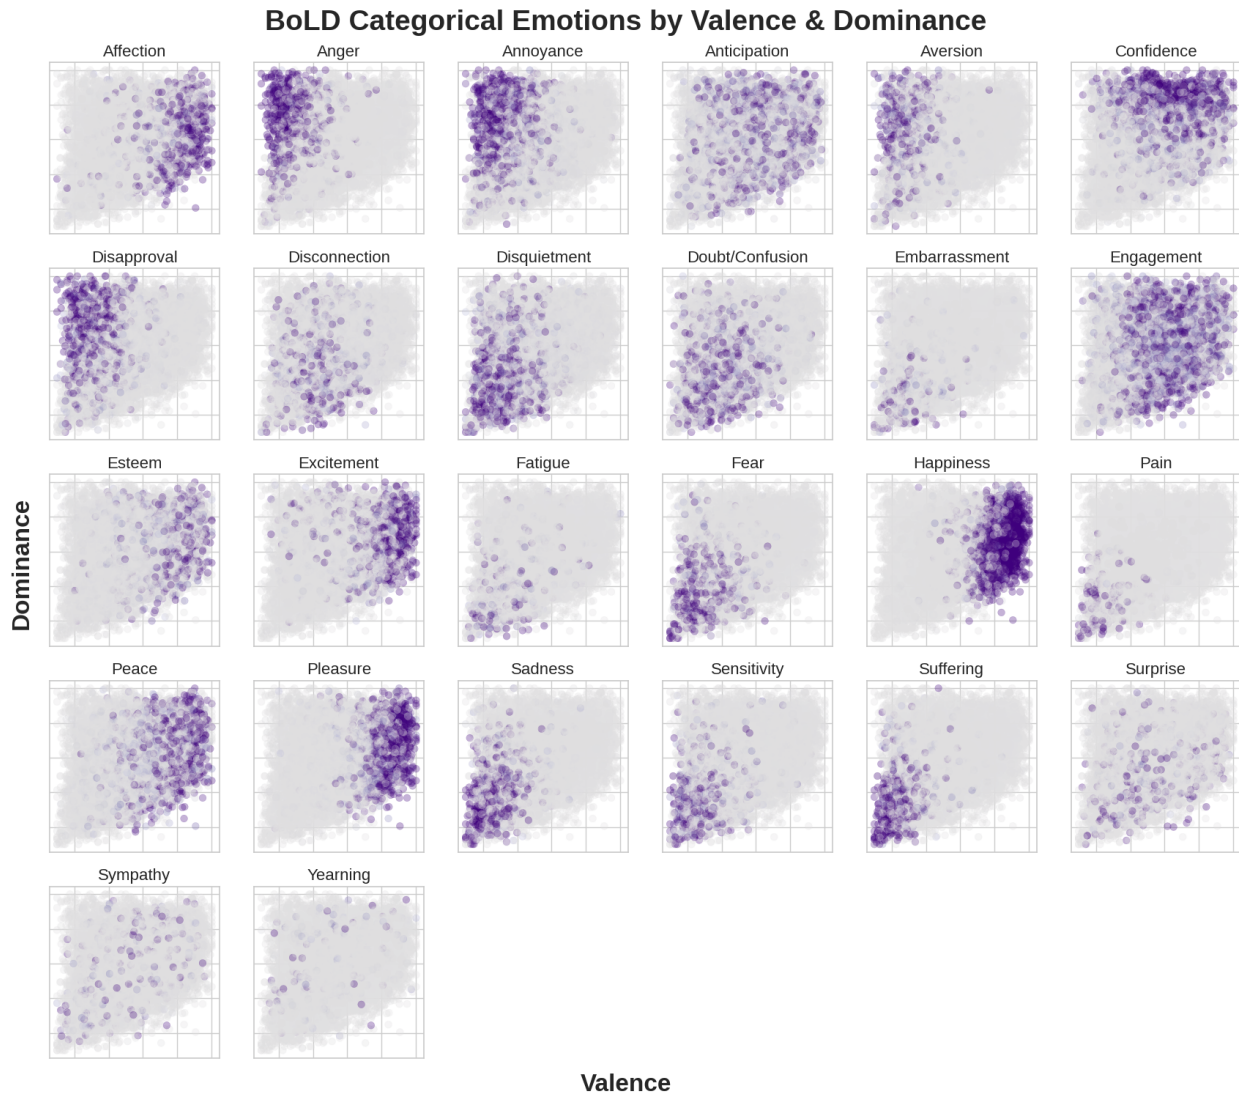 BoLD Categorical Emotions by Valence & Dominance
Affection
Anger
Annoyance
Anticipation
Aversion
Confidence
Disapproval
Disconnection
Disquietment
Doubt/Confusion
Embarrassment
Engagement
Esteem
Excitement
Fatigue
Fear
Happiness
Pain
Dominance
Peace
Pleasure
Sadness
Sensitivity
Suffering
Surprise
Sympathy
Yearning
Valence